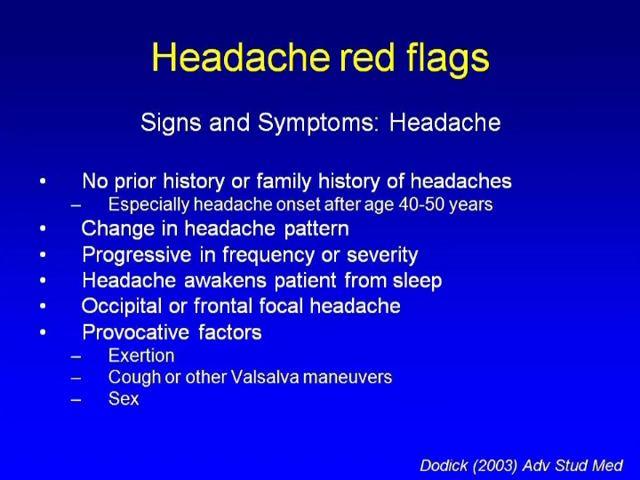 Headache red flags
Signs and Symptoms: Headache
• No prior history or family history of headaches
– Especially headache onset after age 40-50 years
• Change in headache pattern
• Progressive in frequency or severity
• Headache awakens patient from sleep
• Occipital or frontal focal headache
• Provocative factors
– Exertion
– Cough or other Valsalva maneuvers
– Sex
Dodick (2003) Adv Stud Med